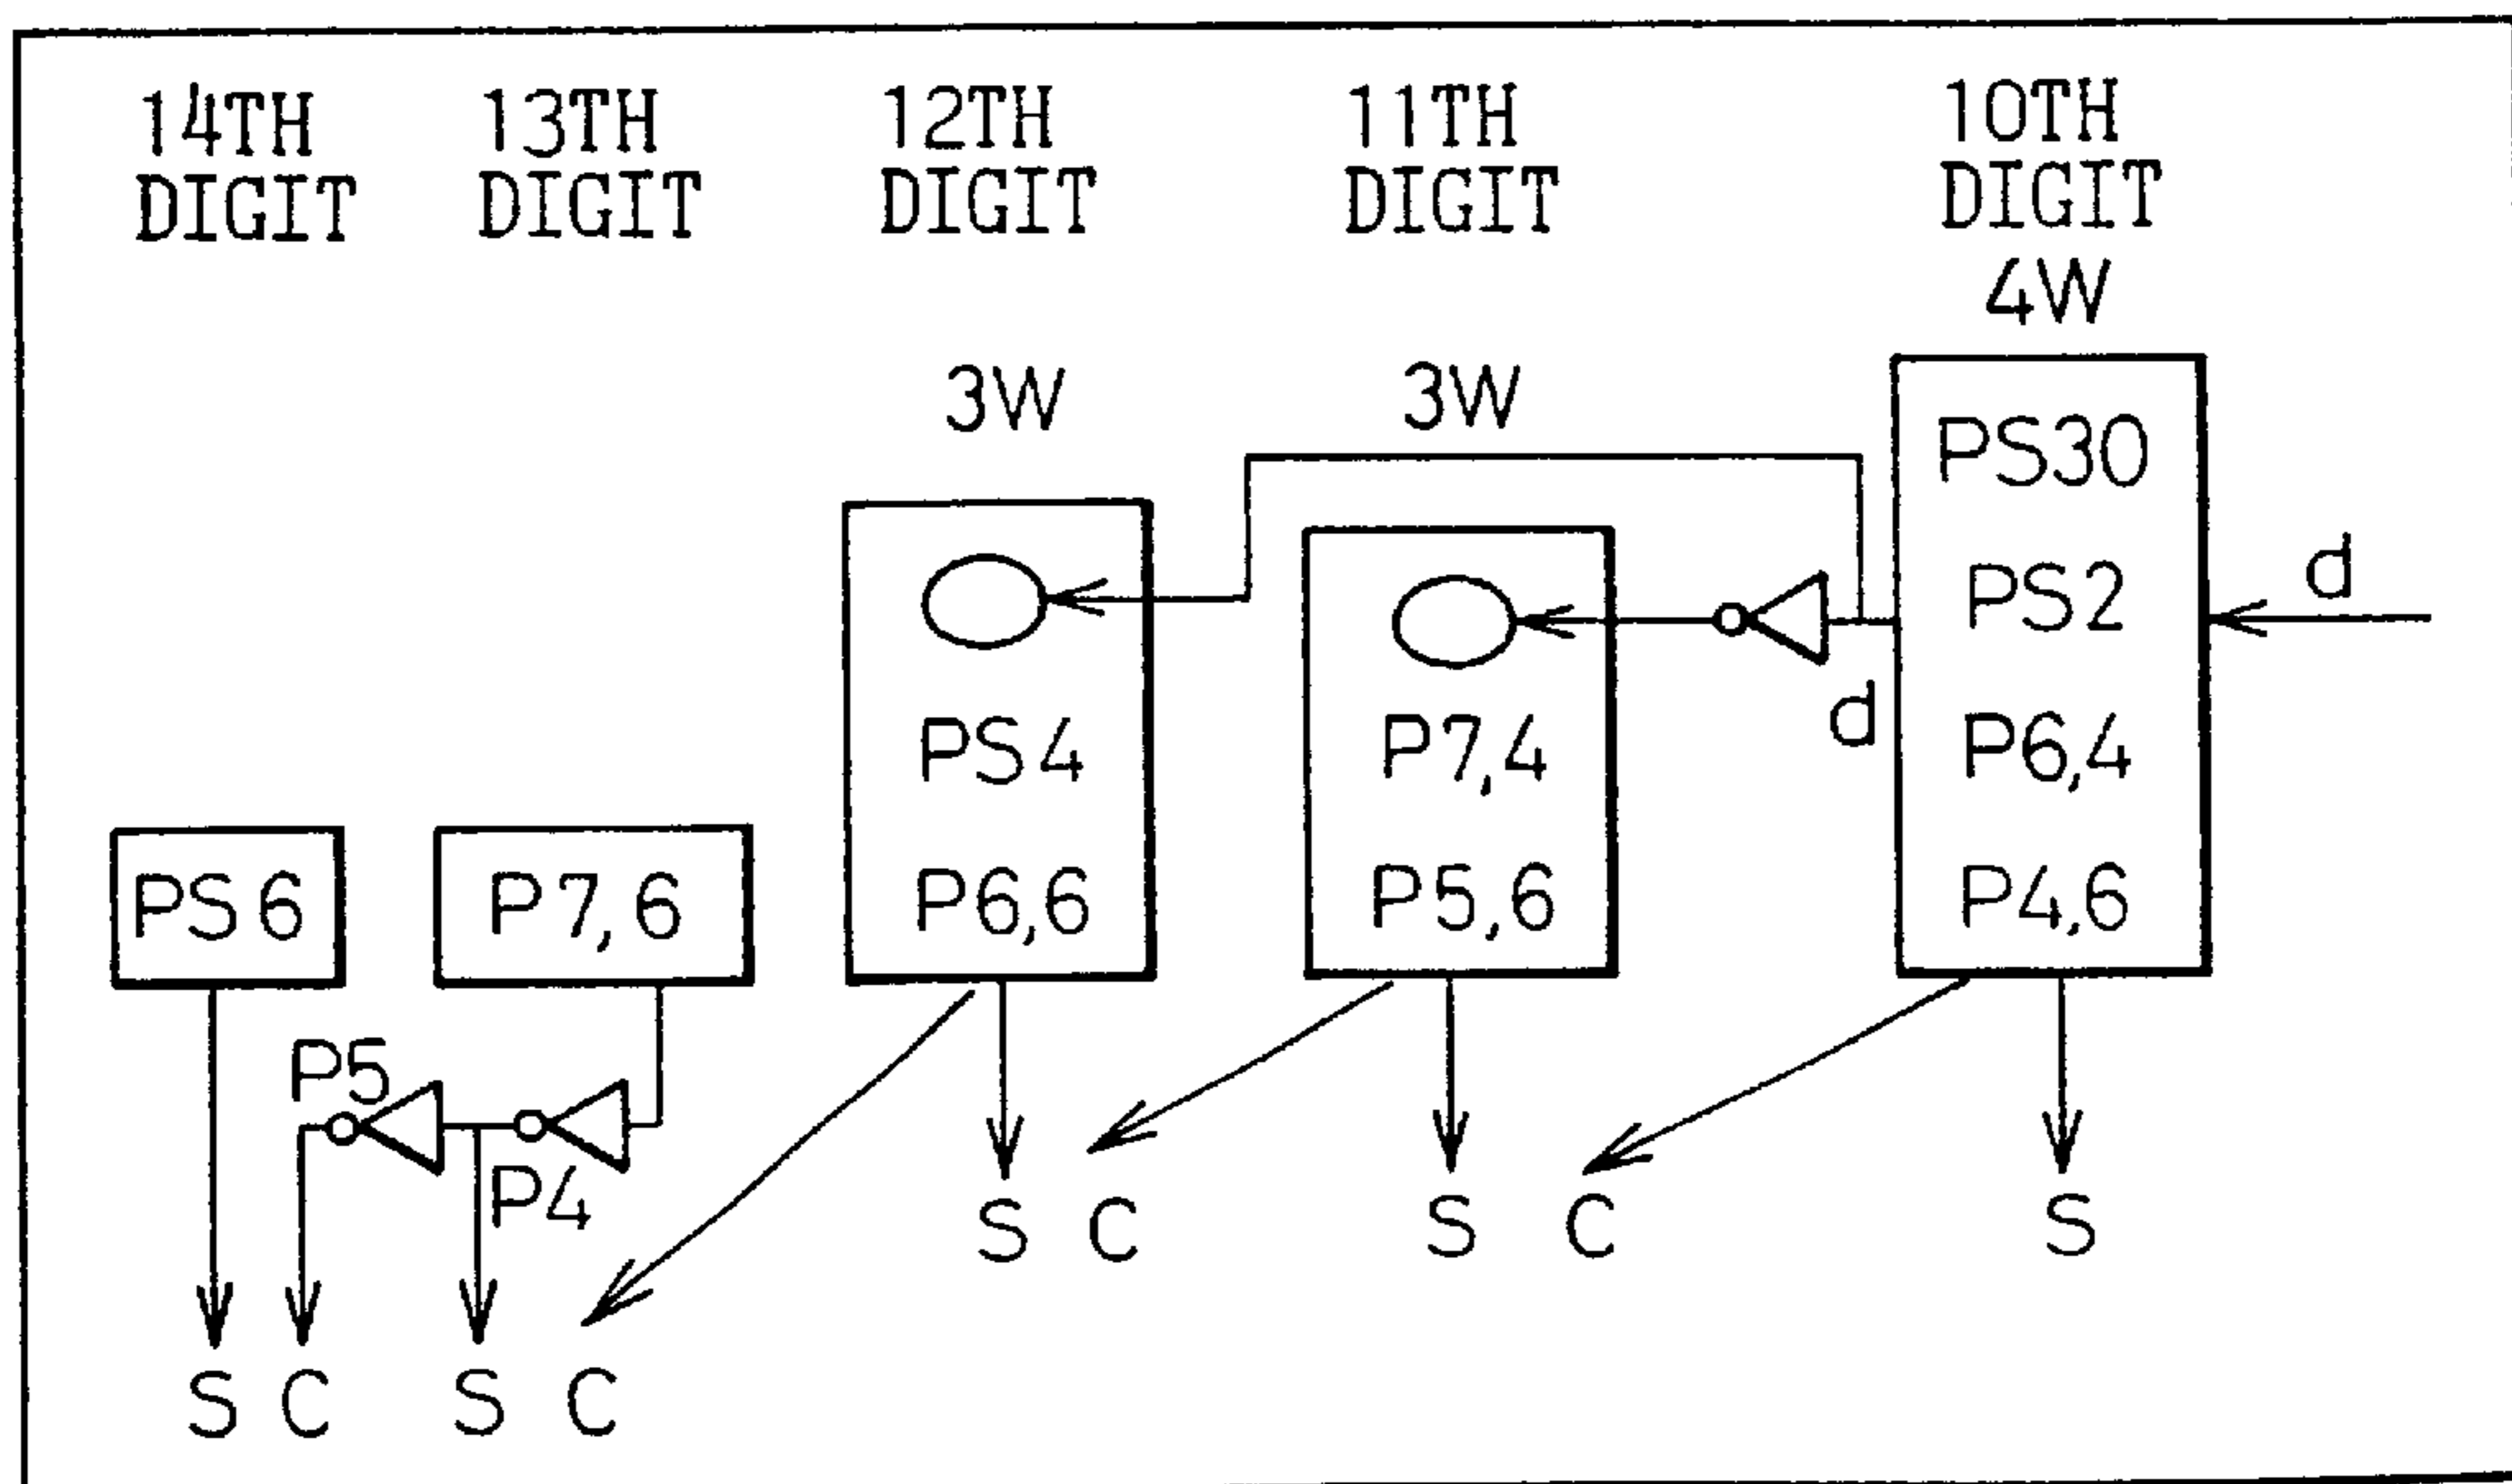 14TH DIGIT
13TH DIGIT
12TH DIGIT
11TH DIGIT
10TH DIGIT
4W
3W
3W
PS30
PS2
P6,4
P4,6
d
d
P7,4
P5,6
PS4
P6,6
P7,6
PS6
P5
P4
S C
S C
S C
S C
S